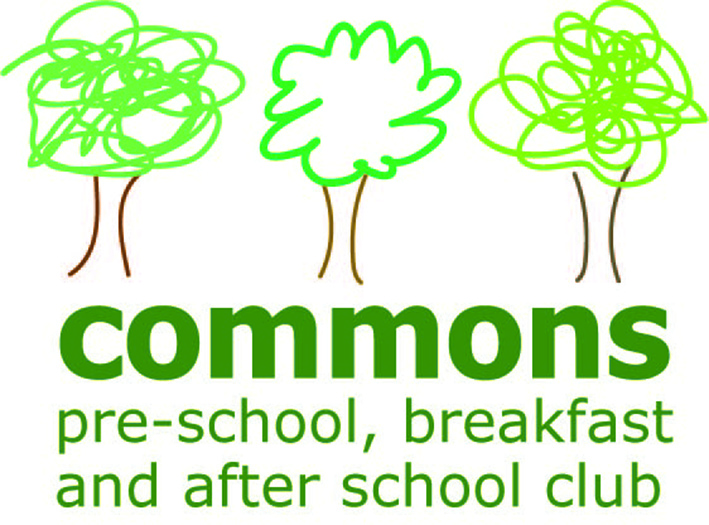 commons
pre-school, breakfast
and after school club